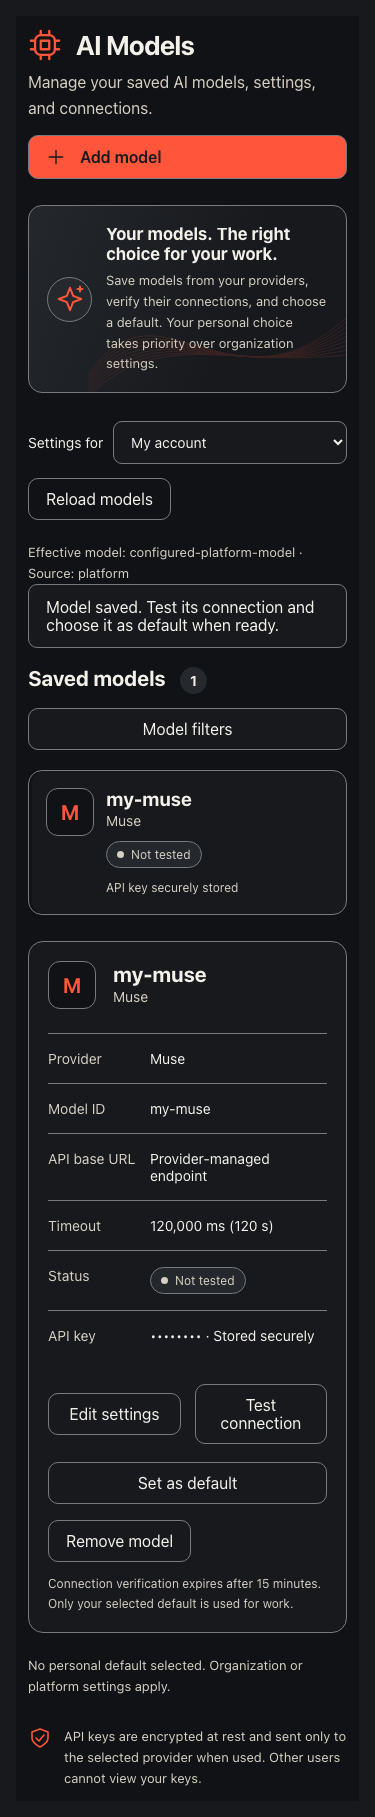 AI Models
Manage your saved AI models, settings,
and connections.
Add model
Your models. The right
choice for your work.
Save models from your providers,
verify their connections, and choose
a default. Your personal choice
takes priority over organization
settings.
Settings for
My account
Reload models
Effective model: configured-platform-model ·
Source: platform
Model saved. Test its connection and
choose it as default when ready.
Saved models 1
Model filters
M
my-muse
Muse
Not tested
API key securely stored
M
my-muse
Muse
Provider Muse
Model ID my-muse
API base URL Provider-managed
endpoint
Timeout 120,000 ms (120 s)
Status Not tested
API key •••••••• · Stored securely
Edit settings
Test
connection
Set as default
Remove model
Connection verification expires after 15 minutes.
Only your selected default is used for work.
No personal default selected. Organization or
platform settings apply.
API keys are encrypted at rest and sent only to
the selected provider when used. Other users
cannot view your keys.